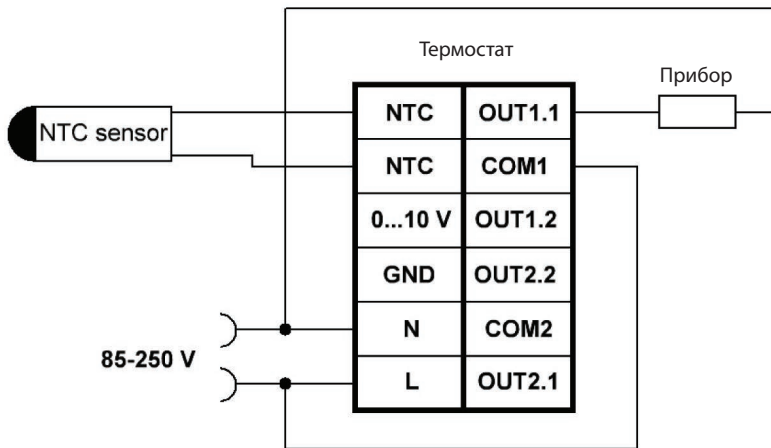 Термостат
Прибор
NTC sensor
NTC OUT1.1
NTC COM1
0...10 V OUT1.2
GND OUT2.2
N COM2
L OUT2.1
85-250 V